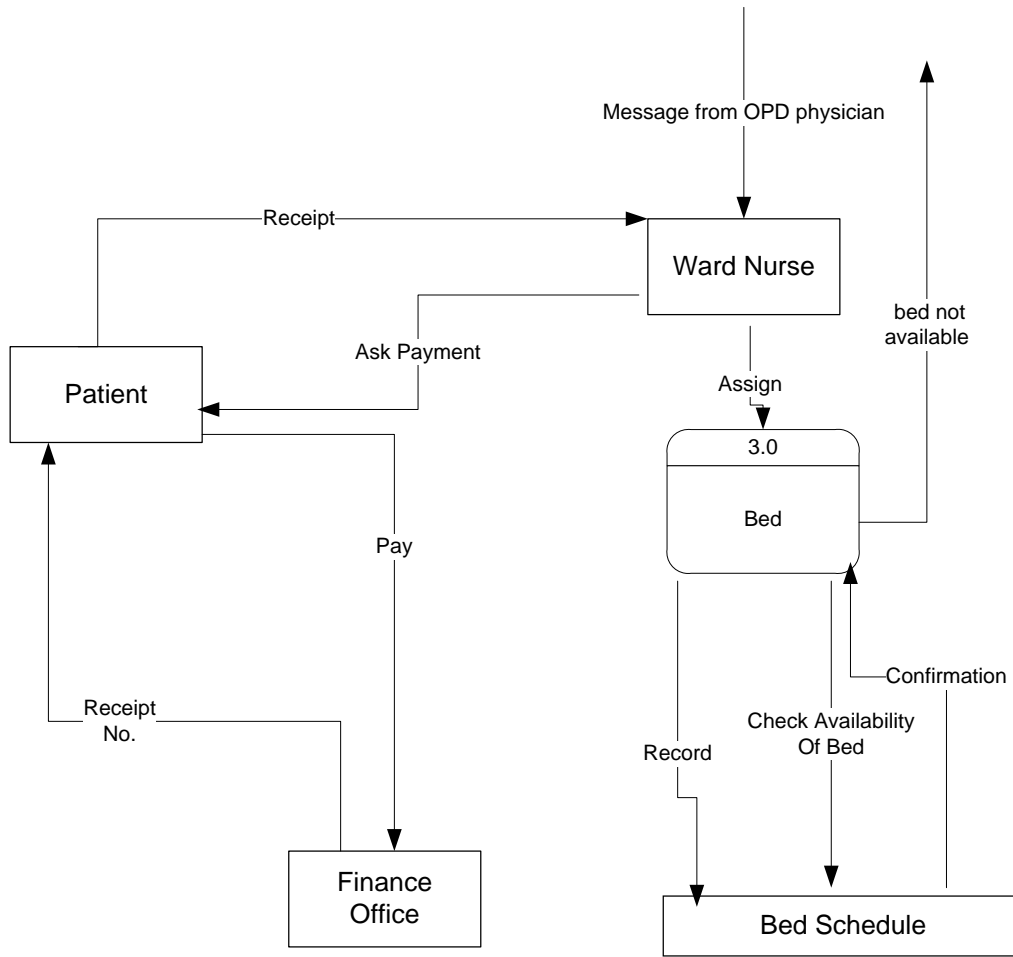 Message from OPD physician
Receipt
Ward Nurse
bed not
available
Ask Payment
Patient
Assign
3.0
Bed
Pay
Confirmation
Receipt
No.
Check Availability
Of Bed
Record
Finance
Office
Bed Schedule